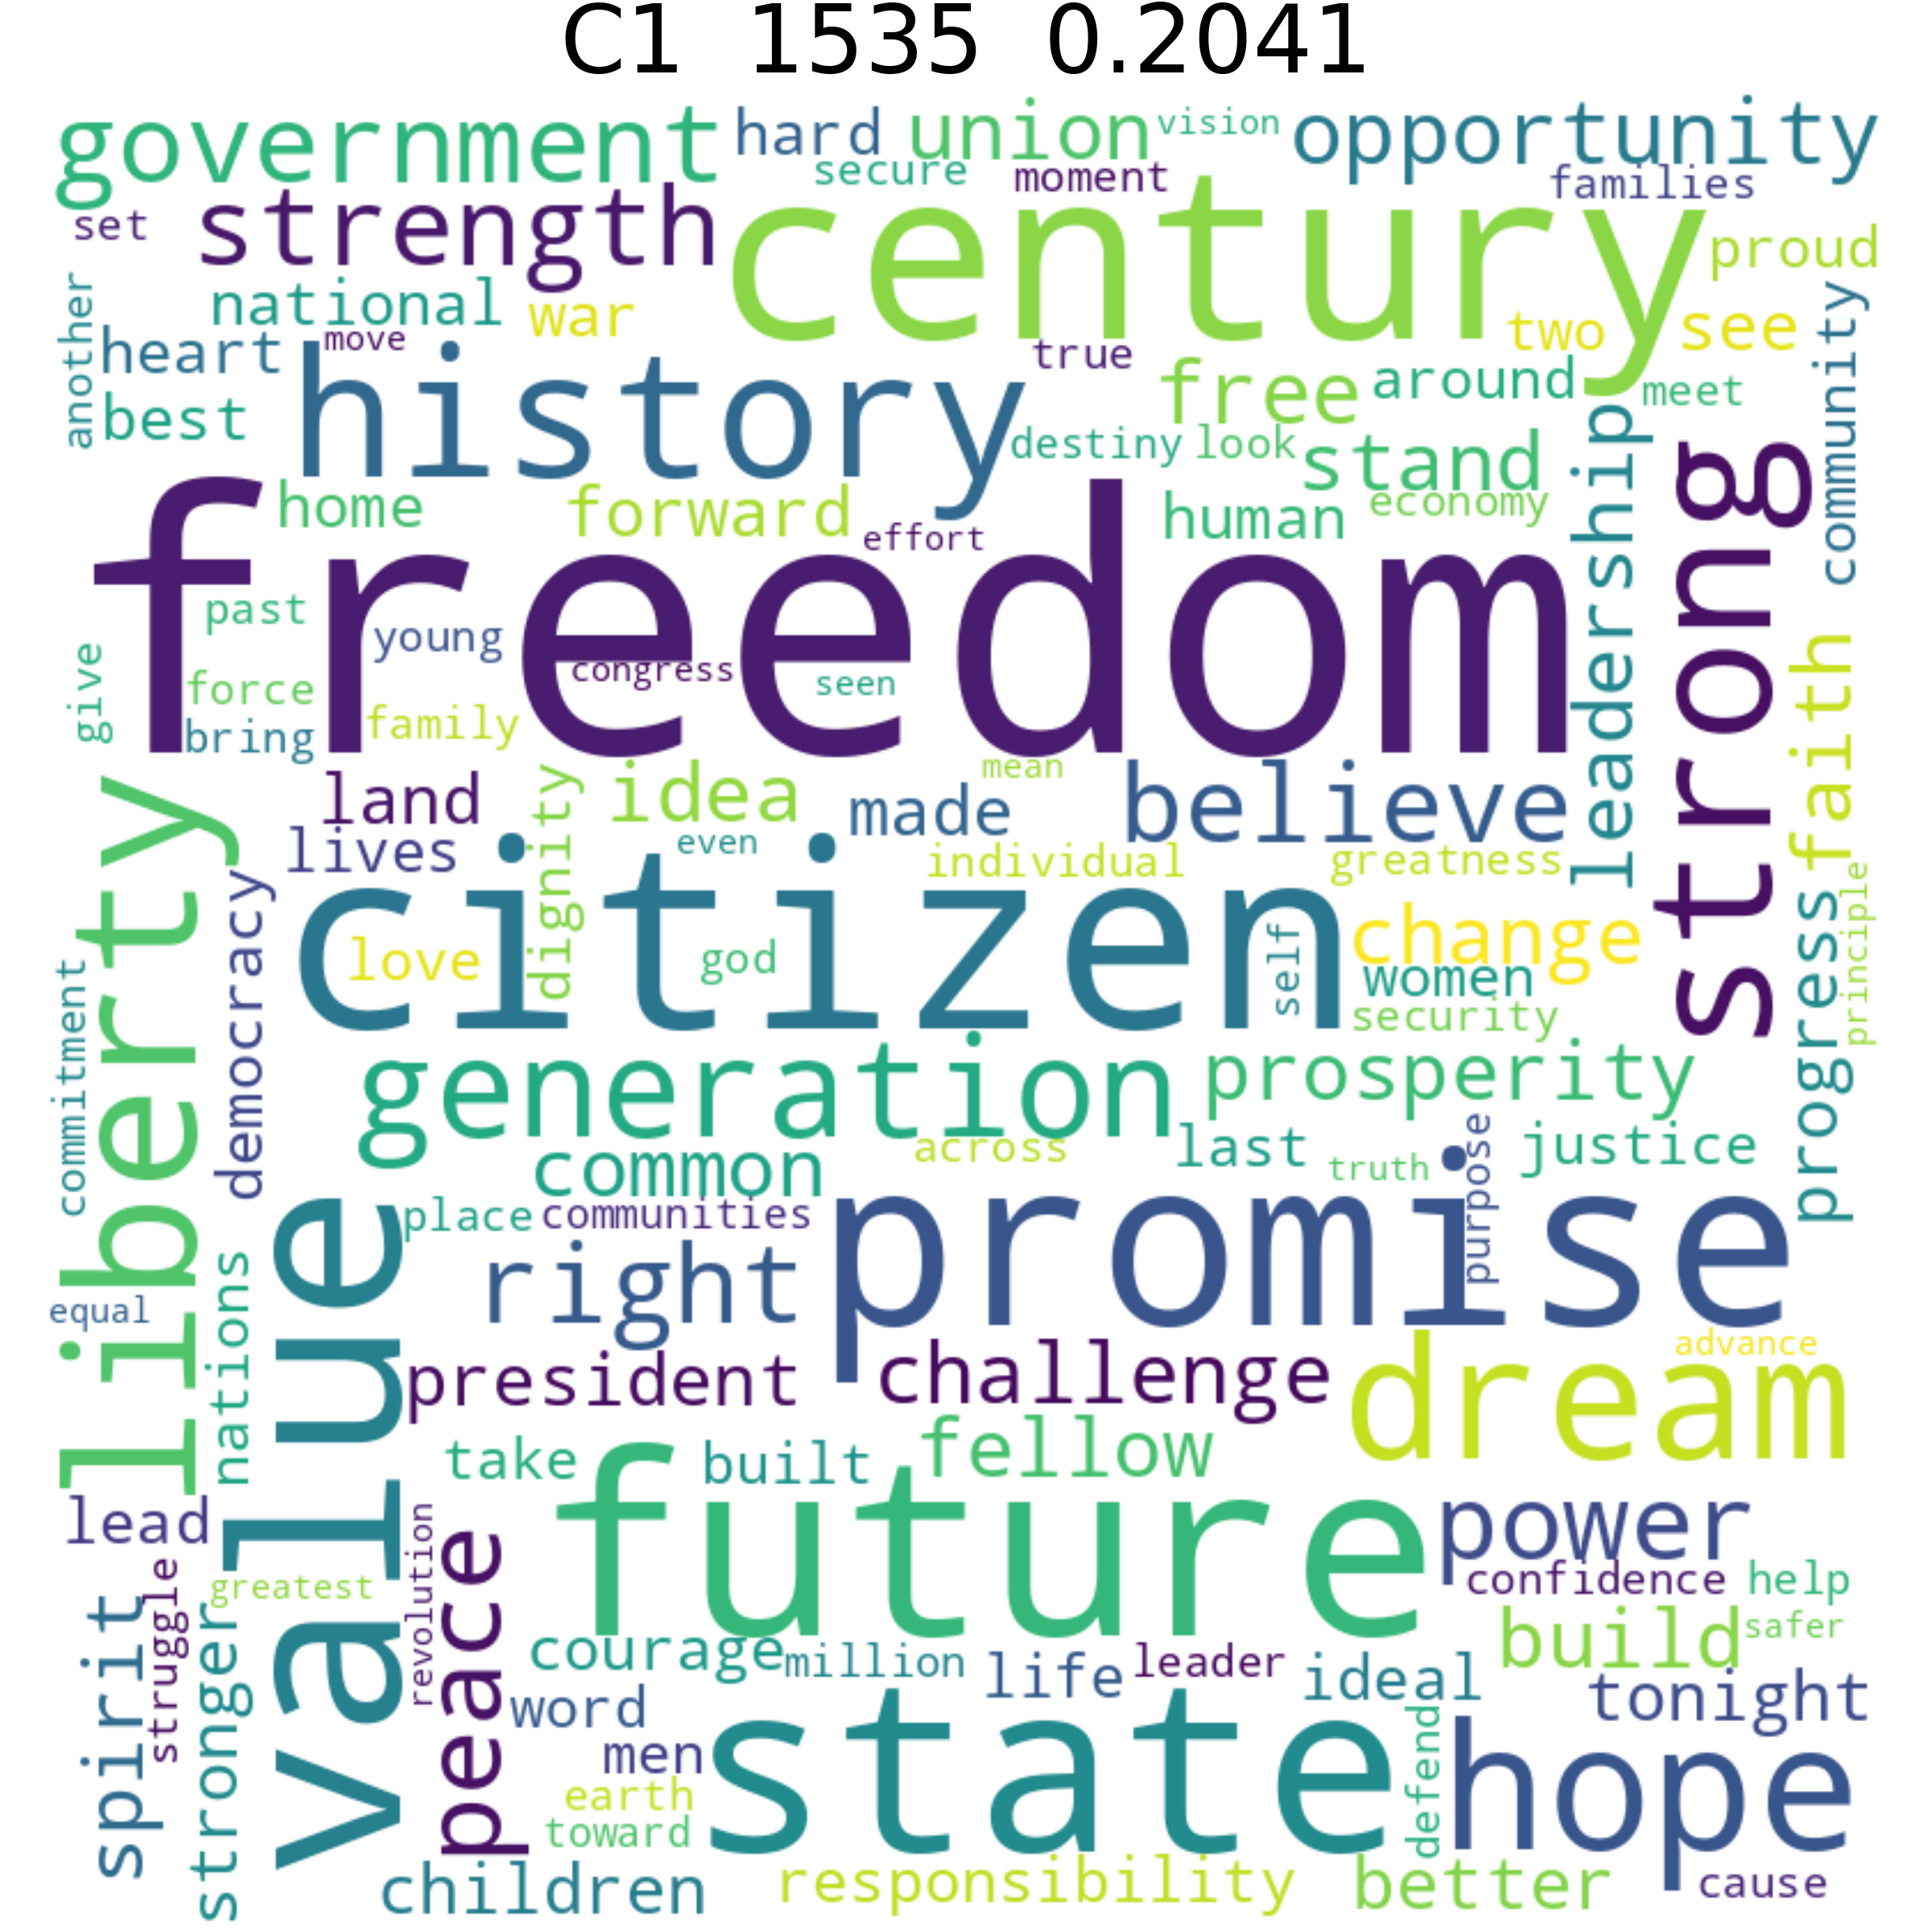 C1 1535 0.2041
government hard union vision opportunity
secure moment families
set strength century proud
another national war two see community
heart move history true free around meet
best destiny look stand leadership strong
home forward effort human economy
freedom
past young congress seen
give force bring family faith
liberty land dignity idea mean made believe
lives even individual greatness
democracy citizen love god self change
women security progress principle
commitment generation prosperity
common across last truth purpose justice
value place communities promise
nations right
equal president challenge dream advance
take built fellow
lead revolution peace future power
spirit struggle greatest confidence help
stronger courage million life leader ideal build safer
word tonight
men state defend hope
earth
toward
children responsibility better cause